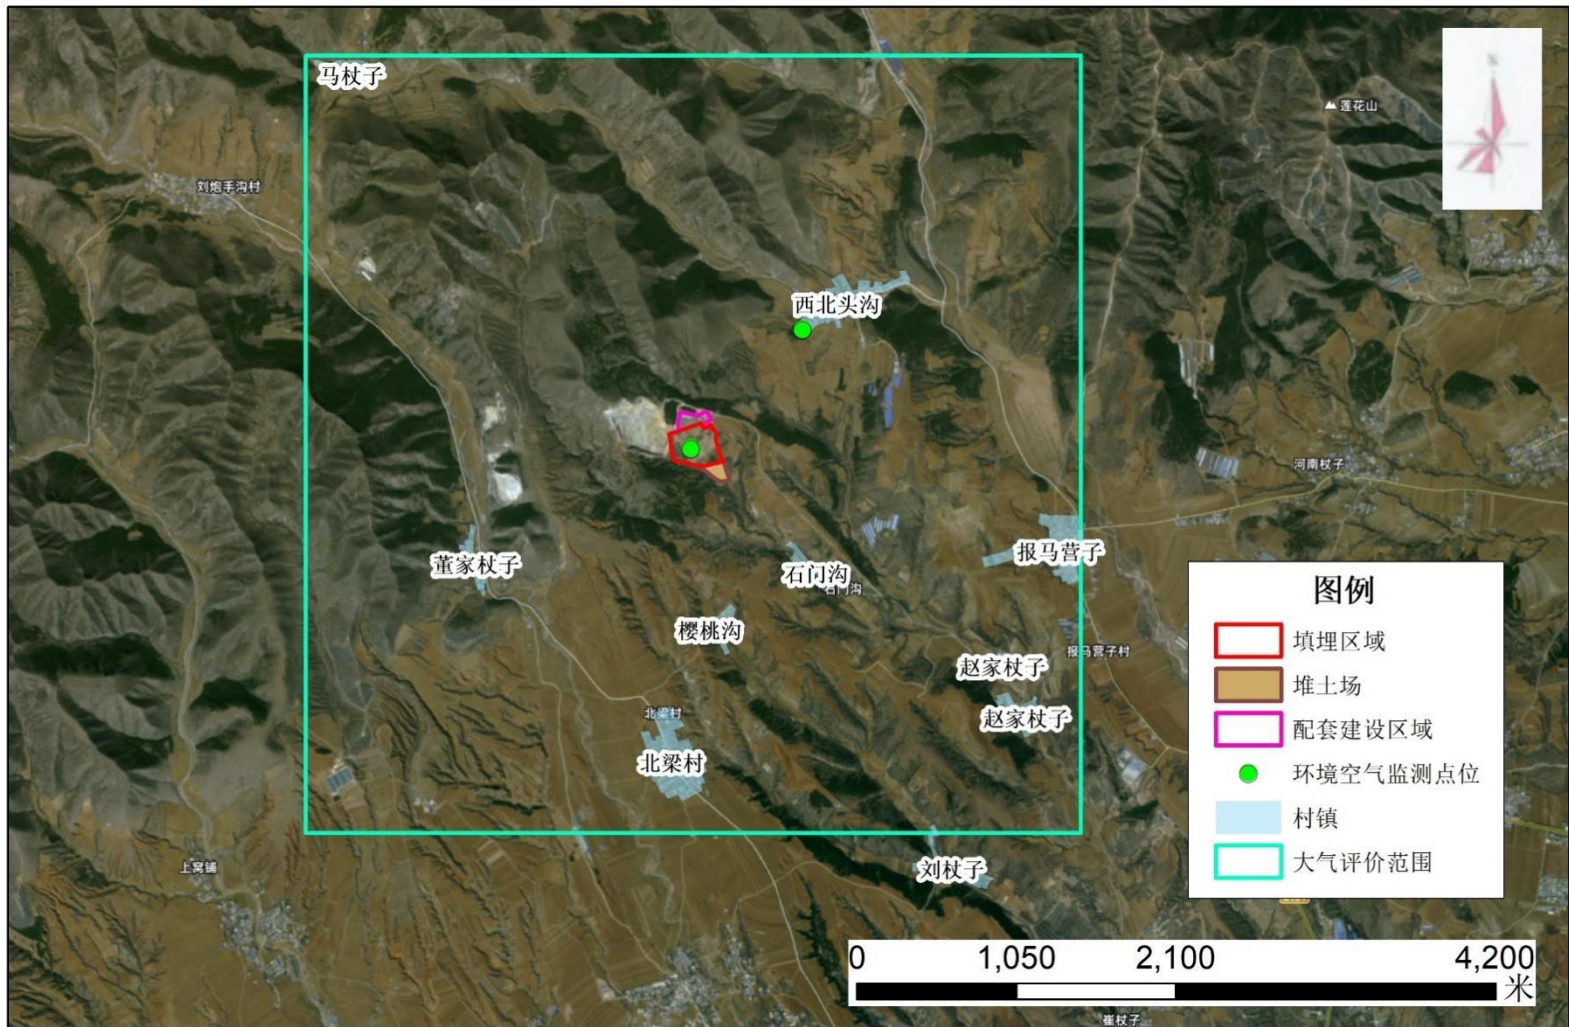 马杖子
莲花山
刘炮手沟村
西北头沟
河南杖子
董家杖子
石门沟
石门沟
报马营子
樱桃沟
赵家杖子
报马营子村
赵家杖子
北梁村
北梁村
刘杖子
上窝铺
崔杖子
图例
填埋区域
堆土场
配套建设区域
环境空气监测点位
村镇
大气评价范围
0 1,050 2,100 4,200
米